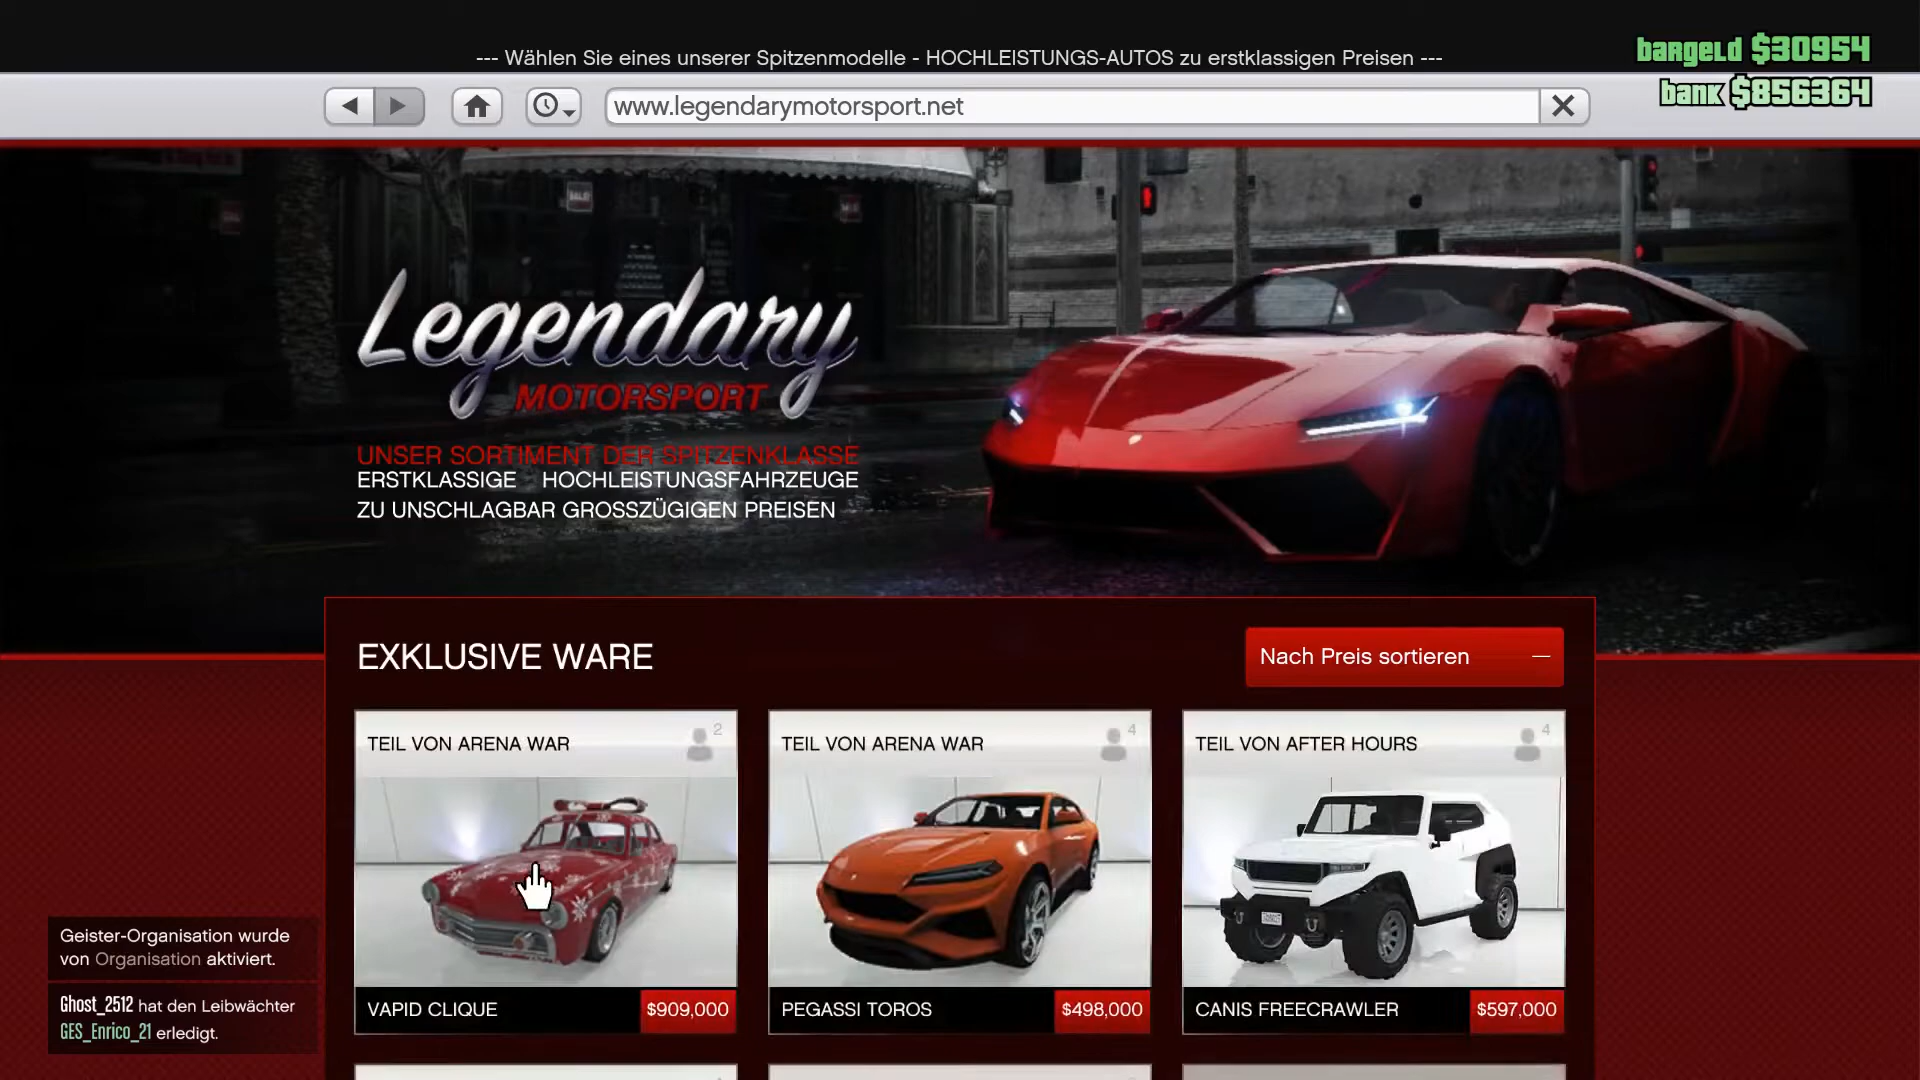 --- Wählen Sie eines unserer Spitzenmodelle - HOCHLEISTUNGS-AUTOS zu erstklassigen Preisen ---
bargeld $30954
bank $856364
www.legendarymotorsport.net
Legendary
MOTORSPORT
UNSER SORTIMENT DER SPITZENKLASSE
ERSTKLASSIGE HOCHLEISTUNGSFAHRZEUGE
ZU UNSCHLAGBAR GROSSZÜGIGEN PREISEN
EXKLUSIVE WARE
Nach Preis sortieren
TEIL VON ARENA WAR 2
TEIL VON ARENA WAR 4
TEIL VON AFTER HOURS 4
VAPID CLIQUE $909,000
PEGASSI TOROS $498,000
CANIS FREECRAWLER $597,000
Geister-Organisation wurde
von Organisation aktiviert.
Ghost_2512 hat den Leibwächter
GES_Enrico_21 erledigt.